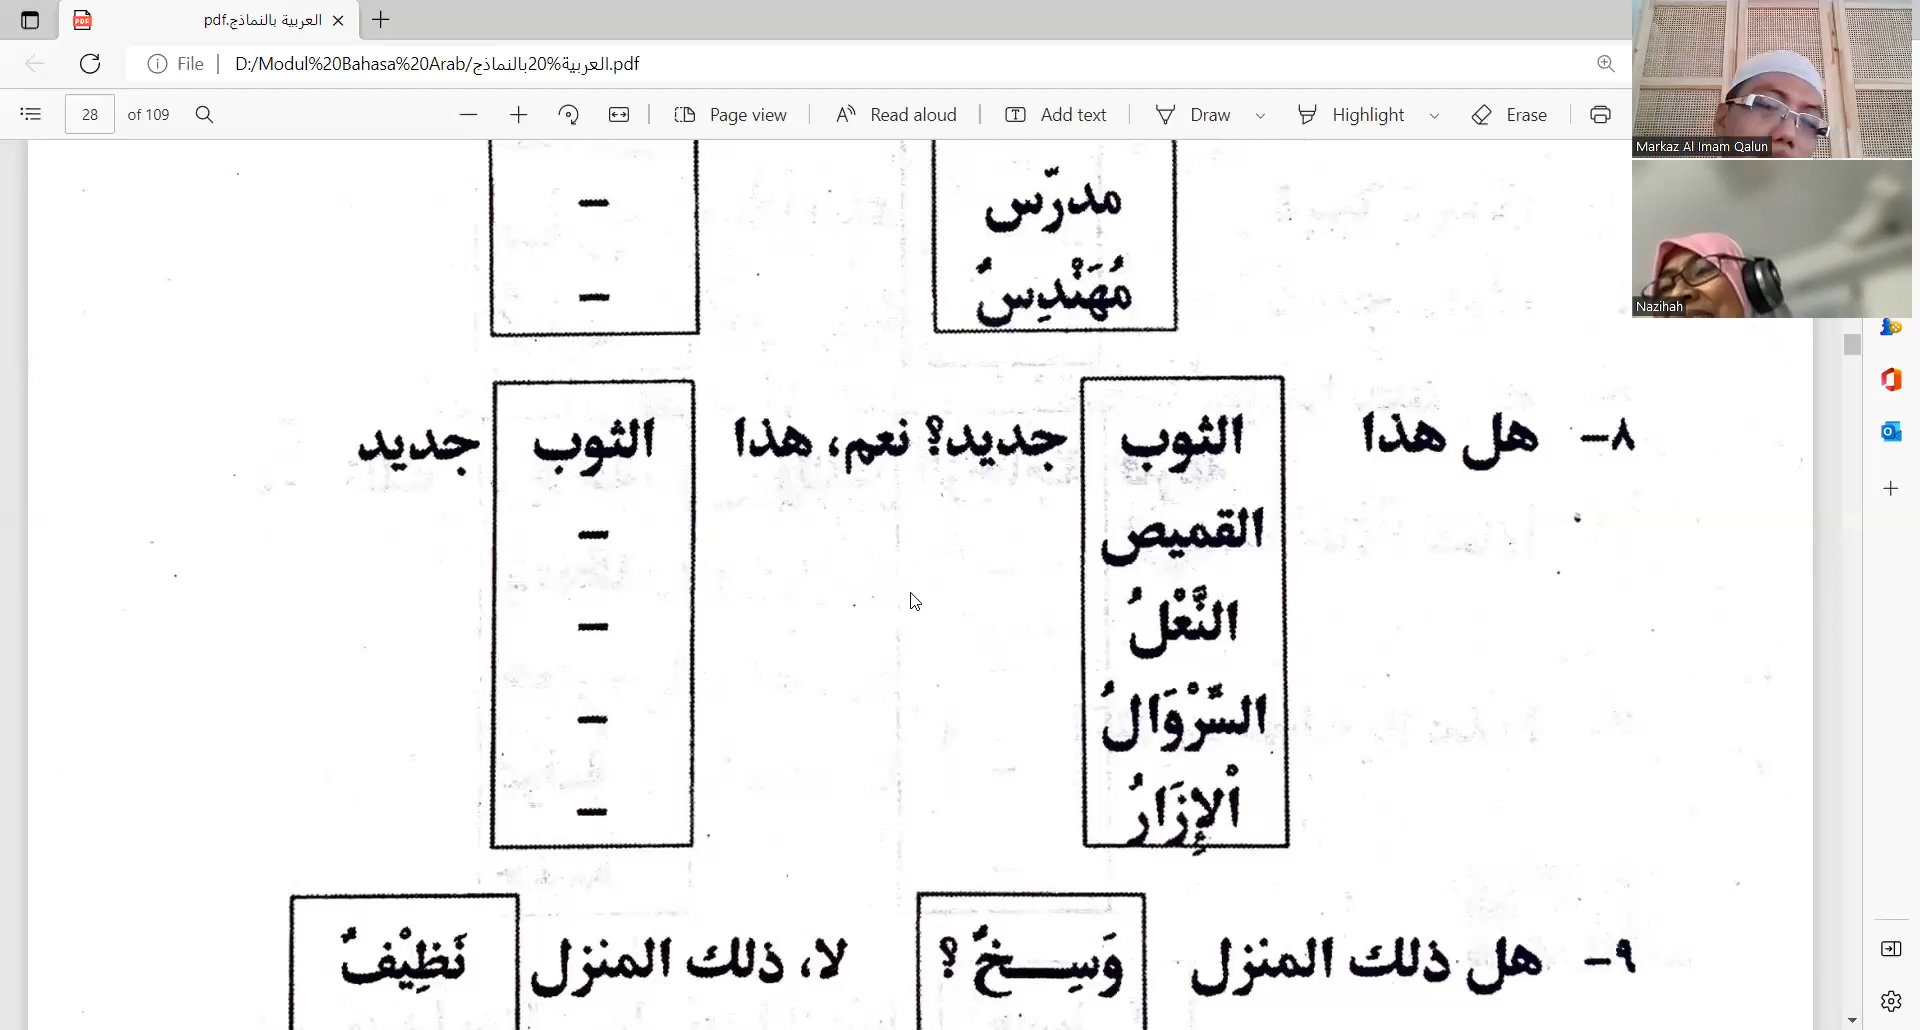 العربية بالنماذج.pdf
File D:/Modul%20Bahasa%20Arab/العربية%20بالنماذج.pdf
28 of 109 Page view Read aloud Add text Draw Highlight Erase
Markaz Al Imam Qalun
Nazihah
مدرّس –
مُهَنْدِسٌ –
٨– هل هذا الثوب جديد؟ نعم، هذا الثوب جديد
القميص –
النَّعْلُ –
السِّرْوَالُ –
اْلإِزَارُ –
٩– هل ذلك المنزل وَسِـــخٌ ؟ لا، ذلك المنزل نَظِيْفٌ